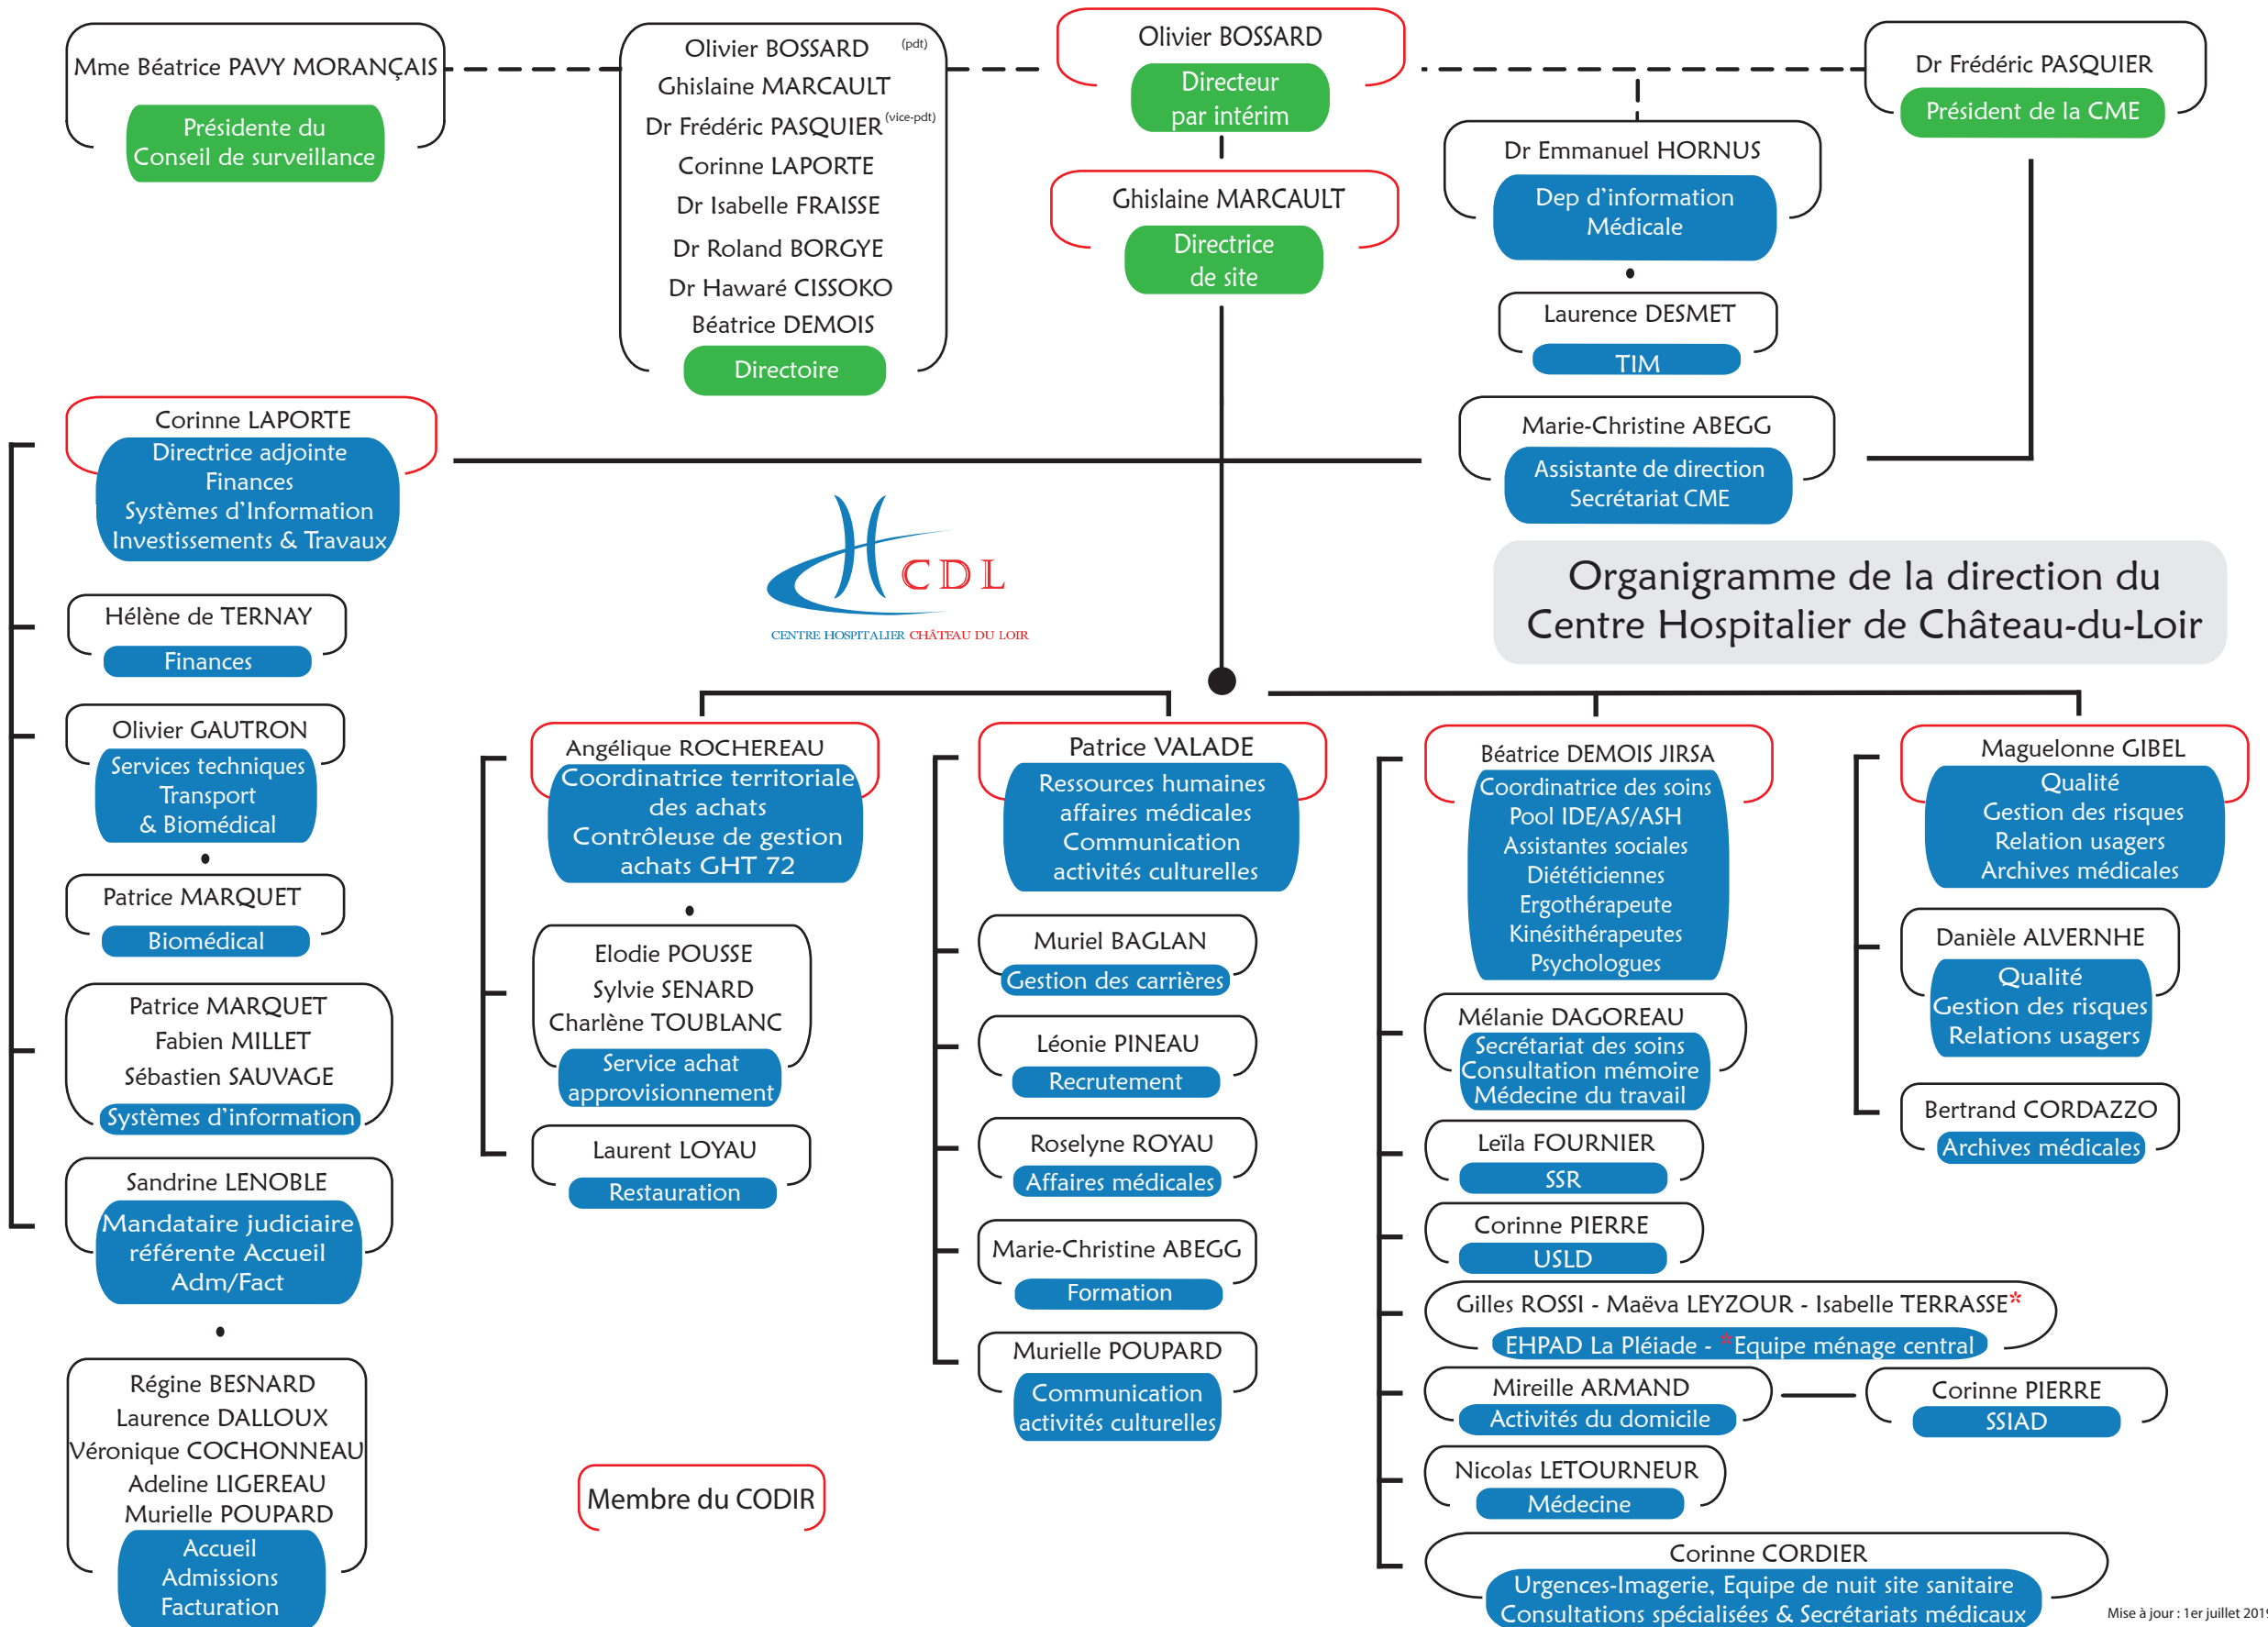 Mme Béatrice PAVY MORANÇAIS
Présidente du
Conseil de surveillance
Olivier BOSSARD (pdt)
Ghislaine MARCAULT
Dr Frédéric PASQUIER (vice-pdt)
Corinne LAPORTE
Dr Isabelle FRAISSE
Dr Roland BORGYE
Dr Hawaré CISSOKO
Béatrice DEMOIS
Directoire
Olivier BOSSARD
Directeur
par intérim
Ghislaine MARCAULT
Directrice
de site
Dr Frédéric PASQUIER
Président de la CME
Dr Emmanuel HORNUS
Dep d'information
Médicale
Laurence DESMET
TIM
Marie-Christine ABEGG
Assistante de direction
Secrétariat CME
Organigramme de la direction du
Centre Hospitalier de Château-du-Loir
H CDL
CENTRE HOSPITALIER CHÂTEAU DU LOIR
Corinne LAPORTE
Directrice adjointe
Finances
Systèmes d'Information
Investissements & Travaux
Hélène de TERNAY
Finances
Olivier GAUTRON
Services techniques
Transport
& Biomédical
Patrice MARQUET
Biomédical
Patrice MARQUET
Fabien MILLET
Sébastien SAUVAGE
Systèmes d'information
Sandrine LENOBLE
Mandataire judiciaire
référente Accueil
Adm/Fact
Régine BESNARD
Laurence DALLOUX
Véronique COCHONNEAU
Adeline LIGEREAU
Murielle POUPARD
Accueil
Admissions
Facturation
Angélique ROCHEREAU
Coordinatrice territoriale
des achats
Contrôleuse de gestion
achats GHT 72
Elodie POUSSE
Sylvie SENARD
Charlène TOUBLANC
Service achat
approvisionnement
Laurent LOYAU
Restauration
Membre du CODIR
Patrice VALADE
Ressources humaines
affaires médicales
Communication
activités culturelles
Muriel BAGLAN
Gestion des carrières
Léonie PINEAU
Recrutement
Roselyne ROYAU
Affaires médicales
Marie-Christine ABEGG
Formation
Murielle POUPARD
Communication
activités culturelles
Béatrice DEMOIS JIRSA
Coordinatrice des soins
Pool IDE/AS/ASH
Assistantes sociales
Diététiciennes
Ergothérapeute
Kinésithérapeutes
Psychologues
Mélanie DAGOREAU
Secrétariat des soins
Consultation mémoire
Médecine du travail
Leïla FOURNIER
SSR
Corinne PIERRE
USLD
Gilles ROSSI - Maëva LEYZOUR - Isabelle TERRASSE*
EHPAD La Pléiade - *Equipe ménage central
Mireille ARMAND
Activités du domicile
Corinne PIERRE
SSIAD
Nicolas LETOURNEUR
Médecine
Corinne CORDIER
Urgences-Imagerie, Equipe de nuit site sanitaire
Consultations spécialisées & Secrétariats médicaux
Maguelonne GIBEL
Qualité
Gestion des risques
Relation usagers
Archives médicales
Danièle ALVERNHE
Qualité
Gestion des risques
Relations usagers
Bertrand CORDAZZO
Archives médicales
Mise à jour : 1er juillet 2019